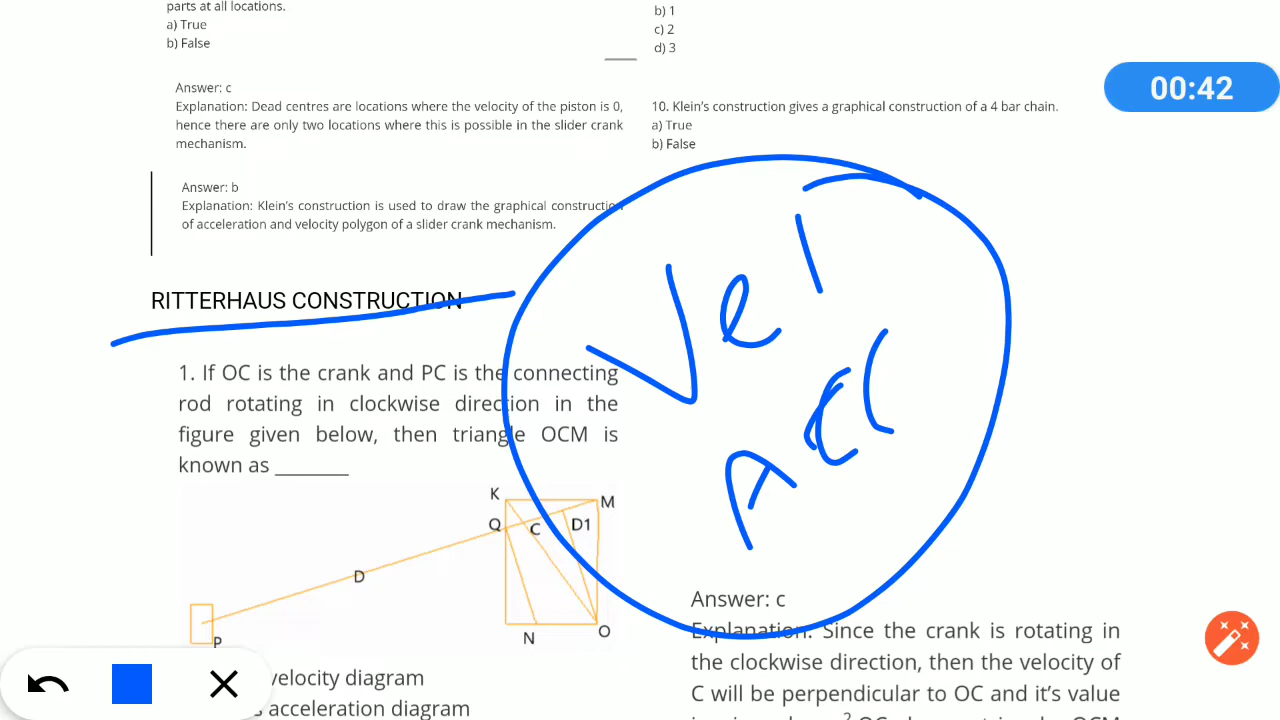 parts at all locations.
a) True
b) False
Answer: c
Explanation: Dead centres are locations where the velocity of the piston is 0,
hence there are only two locations where this is possible in the slider crank
mechanism.
Answer: b
Explanation: Klein's construction is used to draw the graphical construction
of acceleration and velocity polygon of a slider crank mechanism.
RITTERHAUS CONSTRUCTION
1. If OC is the crank and PC is the connecting
rod rotating in clockwise direction in the
figure given below, then triangle OCM is
known as ________
K
M
Q
C
D1
D
P
N
O
velocity diagram
s acceleration diagram
b) 1
c) 2
d) 3
10. Klein's construction gives a graphical construction of a 4 bar chain.
a) True
b) False
00:42
Vel
Acc
Answer: c
Explanation: Since the crank is rotating in
the clockwise direction, then the velocity of
C will be perpendicular to OC and it's value